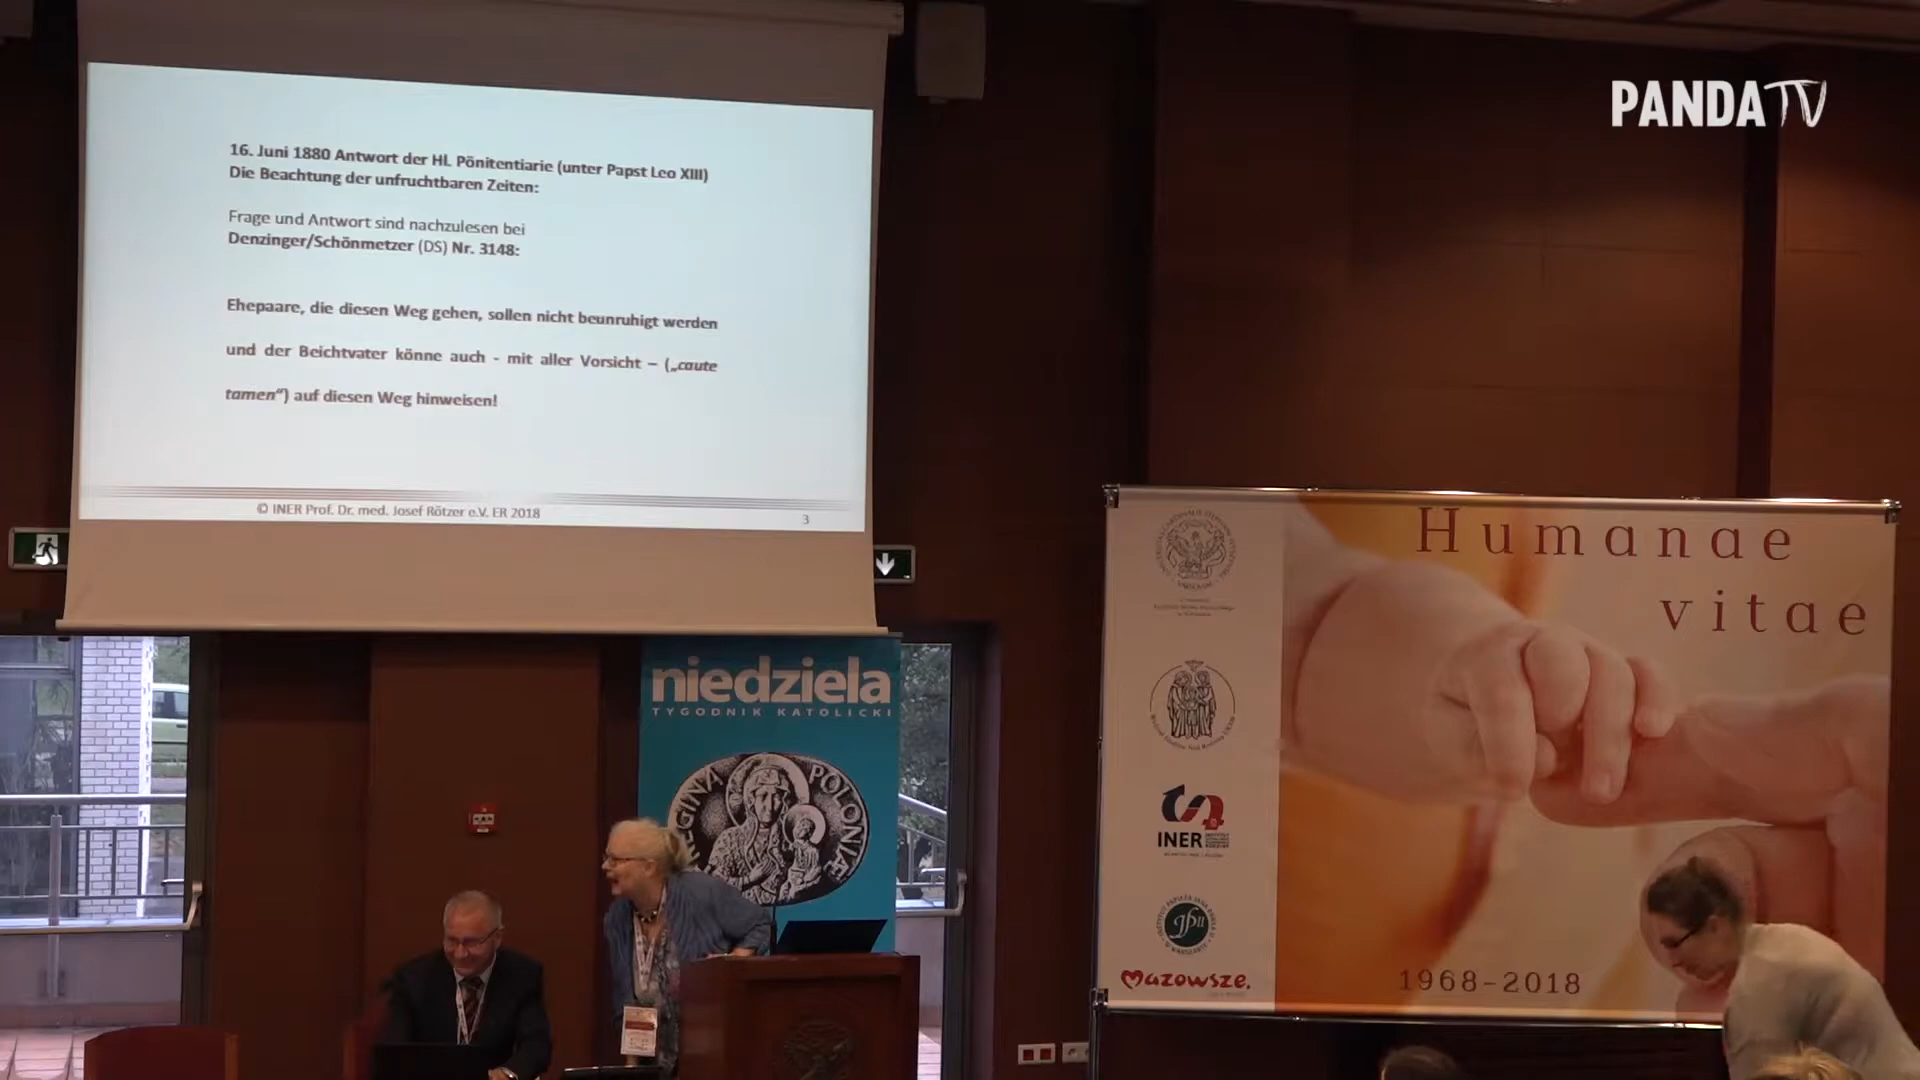 PANDA TV
16. Juni 1880 Antwort der Hl. Pönitentiarie (unter Papst Leo XIII)
Die Beachtung der unfruchtbaren Zeiten:
Frage und Antwort sind nachzulesen bei
Denzinger/Schönmetzer (DS) Nr. 3148:
Ehepaare, die diesen Weg gehen, sollen nicht beunruhigt werden
und der Beichtvater könne auch - mit aller Vorsicht – („caute
tamen“) auf diesen Weg hinweisen!
© INER Prof. Dr. med. Josef Rötzer e.V. ER 2018
3
Humanae
vitae
niedziela
TYGODNIK KATOLICKI
REGINA POLONIAE
INER
JPII
Mazowsze.
1968-2018